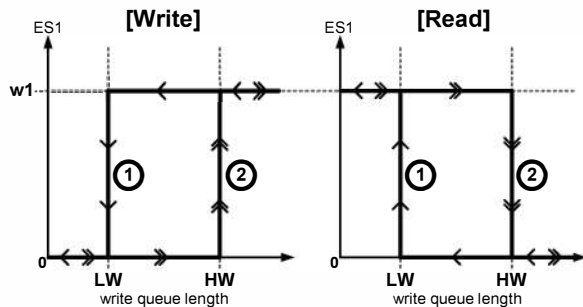 [Write]
ES1
w1
1
2
0
LW
HW
write queue length
[Read]
ES1
1
2
0
LW
HW
write queue length